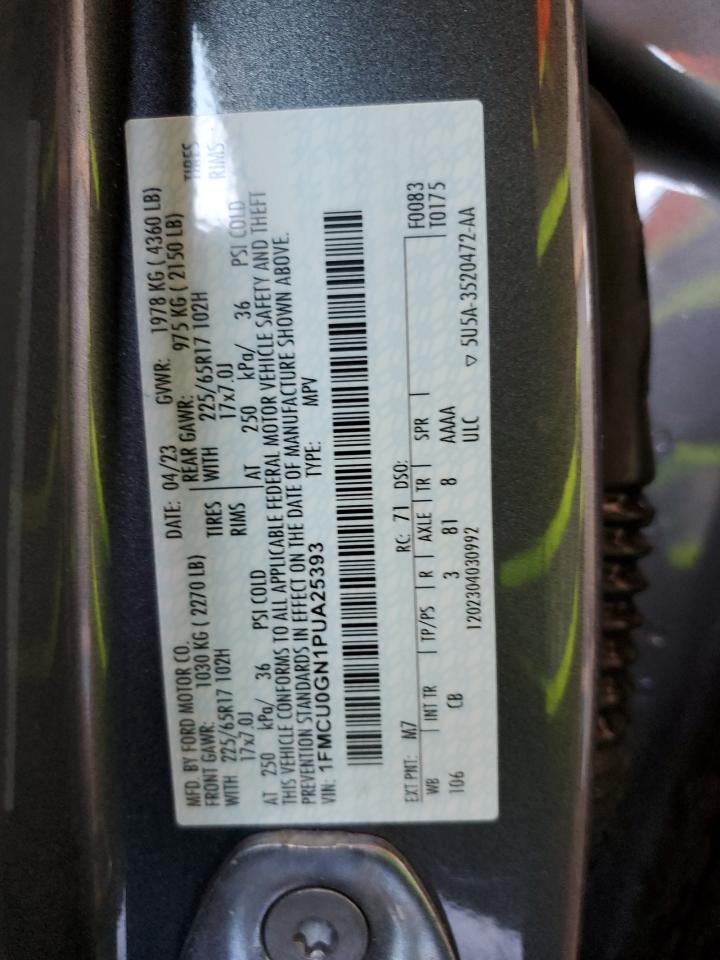 MFD. BY FORD MOTOR CO. DATE: 04/23 GVWR: 1978 KG ( 4360 LB)
FRONT GAWR: 1030 KG ( 2270 LB) REAR GAWR: 975 KG ( 2150 LB)
WITH 225/65R17 102H TIRES WITH 225/65R17 102H TIRES
17x7.0J RIMS 17x7.0J RIMS
AT 250 kPa/ 36 PSI COLD AT 250 kPa/ 36 PSI COLD
THIS VEHICLE CONFORMS TO ALL APPLICABLE FEDERAL MOTOR VEHICLE SAFETY AND THEFT
PREVENTION STANDARDS IN EFFECT ON THE DATE OF MANUFACTURE SHOWN ABOVE.
VIN: 1FMCU0GN1PUA25393 TYPE: MPV
EXT PNT: M7 RC: 71 DSO: F0083
WB INT TR TP/PS R AXLE TR SPR T0175
106 CB 3 81 8 AAAA
1202304030992 ULC ▽ 5U5A-3520472-AA